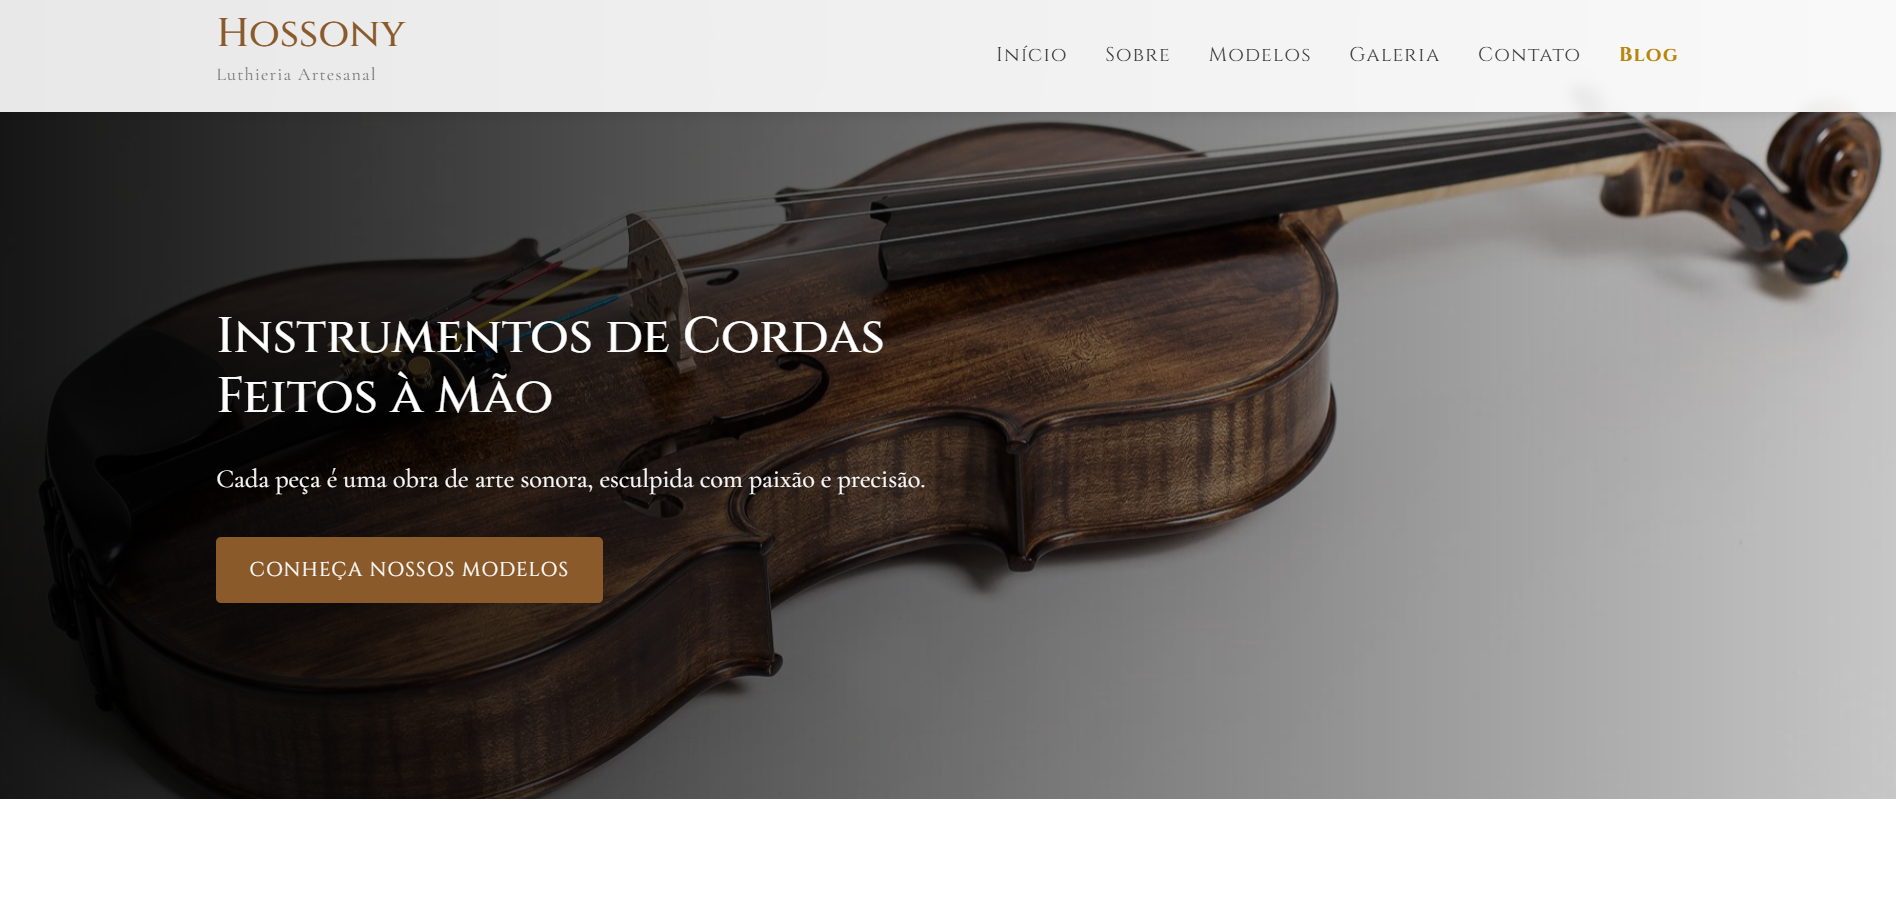 Hossony
Luthieria Artesanal
Início Sobre Modelos Galeria Contato Blog
Instrumentos de Cordas
Feitos à Mão
Cada peça é uma obra de arte sonora, esculpida com paixão e precisão.
CONHEÇA NOSSOS MODELOS